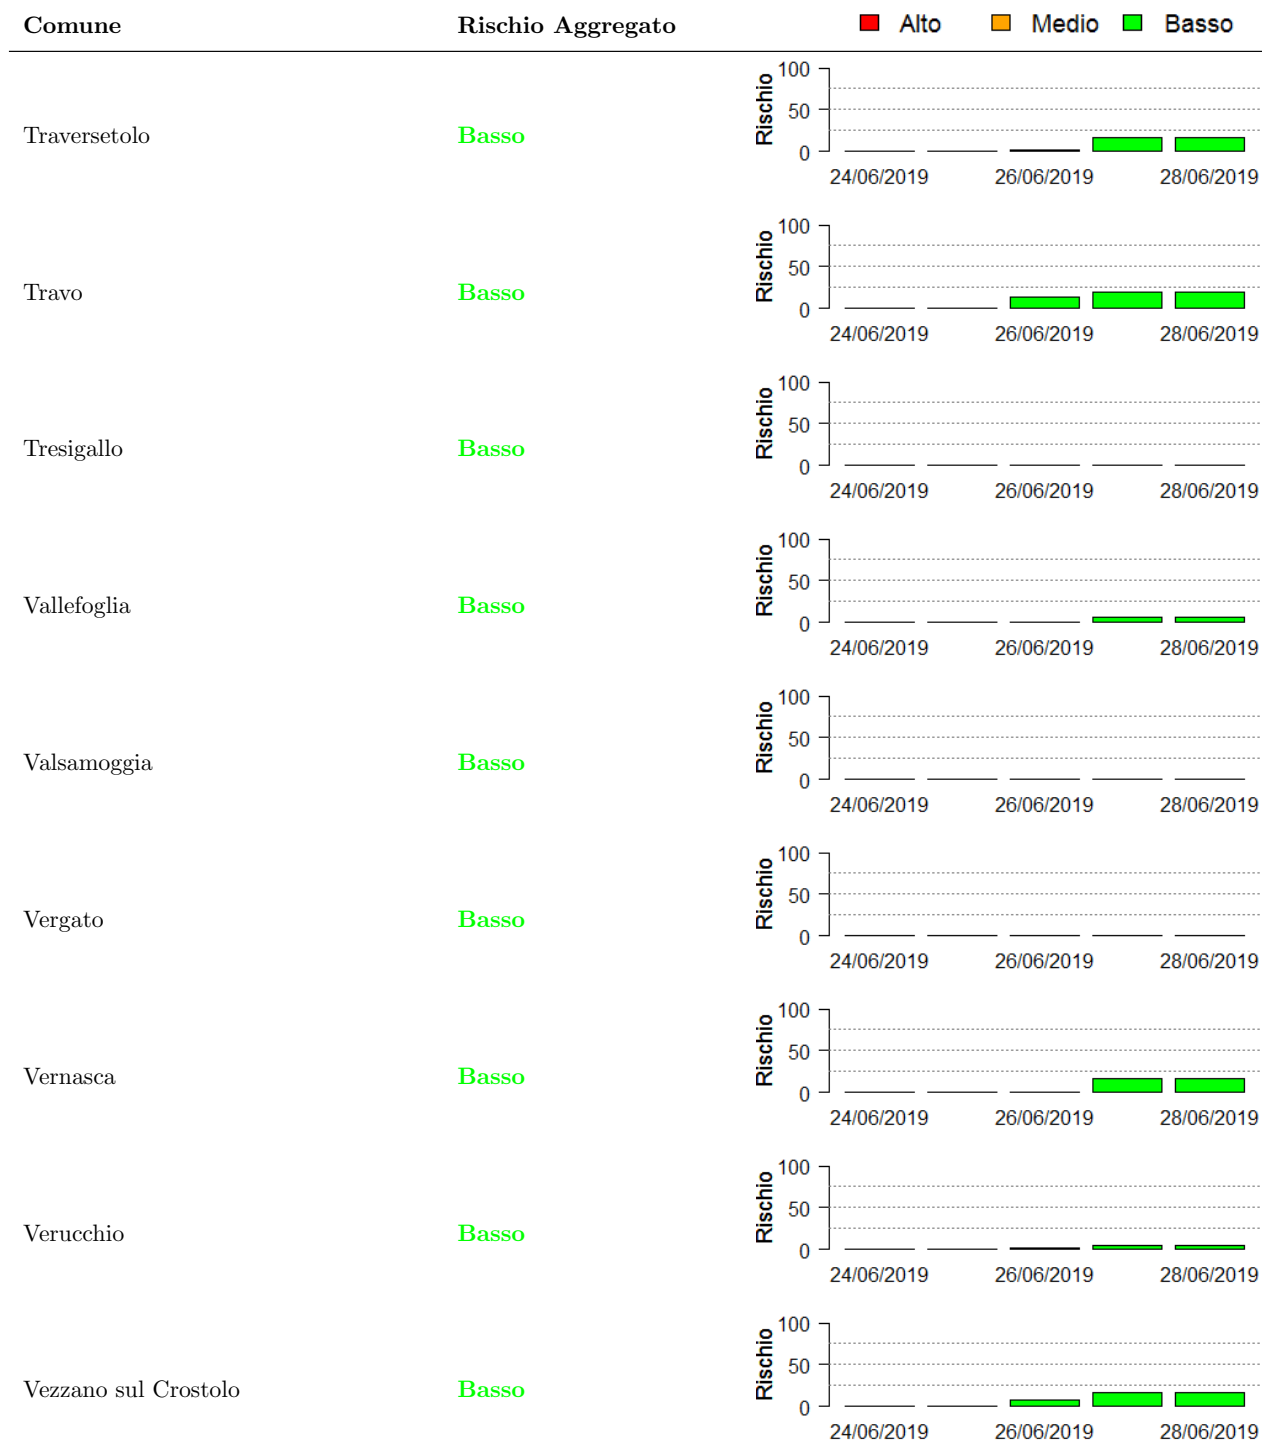 Comune Rischio Aggregato Alto Medio Basso
100
Rischio
50
Traversetolo Basso
0
24/06/2019 26/06/2019 28/06/2019
100
Rischio
50
Travo Basso
0
24/06/2019 26/06/2019 28/06/2019
100
Rischio
50
Tresigallo Basso
0
24/06/2019 26/06/2019 28/06/2019
100
Rischio
50
Vallefoglia Basso
0
24/06/2019 26/06/2019 28/06/2019
100
Rischio
50
Valsamoggia Basso
0
24/06/2019 26/06/2019 28/06/2019
100
Rischio
50
Vergato Basso
0
24/06/2019 26/06/2019 28/06/2019
100
Rischio
50
Vernasca Basso
0
24/06/2019 26/06/2019 28/06/2019
100
Rischio
50
Verucchio Basso
0
24/06/2019 26/06/2019 28/06/2019
100
Rischio
50
Vezzano sul Crostolo Basso
0
24/06/2019 26/06/2019 28/06/2019